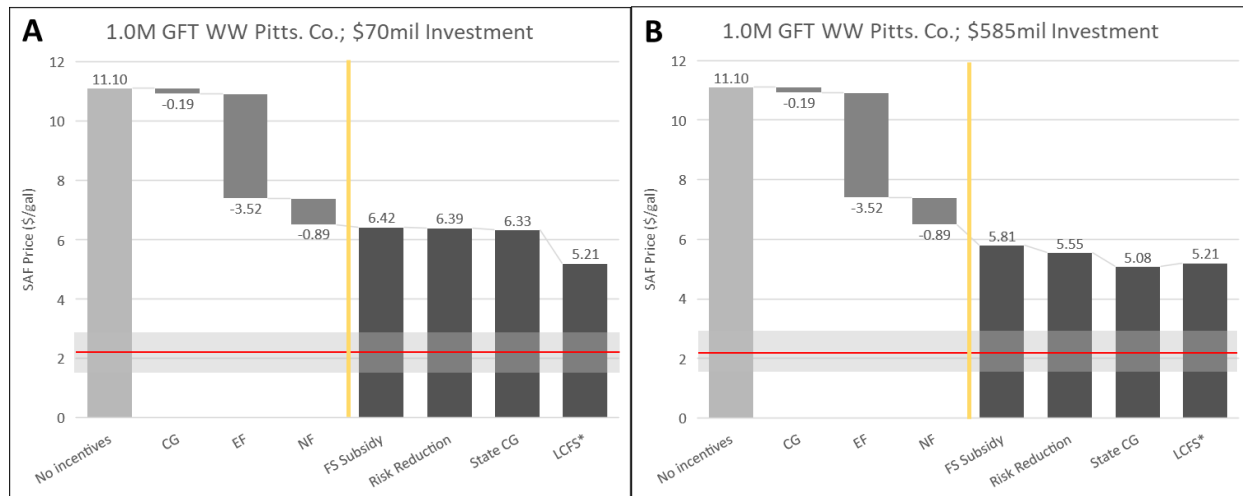 A
1.0M GFT WW Pitts. Co.; $70mil Investment
SAF Price ($/gal)
12
10
8
6
4
2
0
11.10
-0.19
-3.52
-0.89
6.42
6.39
6.33
5.21
No incentives
CG
EF
NF
FS Subsidy
Risk Reduction
State CG
LCFS*
B
1.0M GFT WW Pitts. Co.; $585mil Investment
SAF Price ($/gal)
12
10
8
6
4
2
0
11.10
-0.19
-3.52
-0.89
5.81
5.55
5.08
5.21
No incentives
CG
EF
NF
FS Subsidy
Risk Reduction
State CG
LCFS*